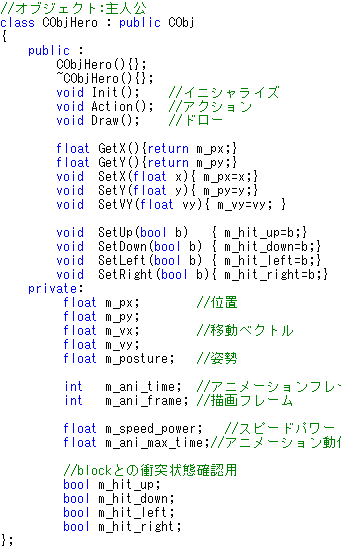 //オブジェクト:主人公
class CObjHero : public CObj
{
public :
CObjHero(){};
~CObjHero(){};
void Init(); //イニシャライズ
void Action(); //アクション
void Draw(); //ドロー
float GetX(){return m_px;}
float GetY(){return m_py;}
void SetX(float x){ m_px=x;}
void SetY(float y){ m_py=y;}
void SetVY(float vy){ m_vy=vy; }
void SetUp(bool b) { m_hit_up=b;}
void SetDown(bool b) { m_hit_down=b;}
void SetLeft(bool b) { m_hit_left=b;}
void SetRight(bool b){ m_hit_right=b;}
private:
float m_px; //位置
float m_py;
float m_vx; //移動ベクトル
float m_vy;
float m_posture; //姿勢
int m_ani_time; //アニメーションフレ
int m_ani_frame; //描画フレーム
float m_speed_power; //スピードパワー
float m_ani_max_time;//アニメーション動
//blockとの衝突状態確認用
bool m_hit_up;
bool m_hit_down;
bool m_hit_left;
bool m_hit_right;
};